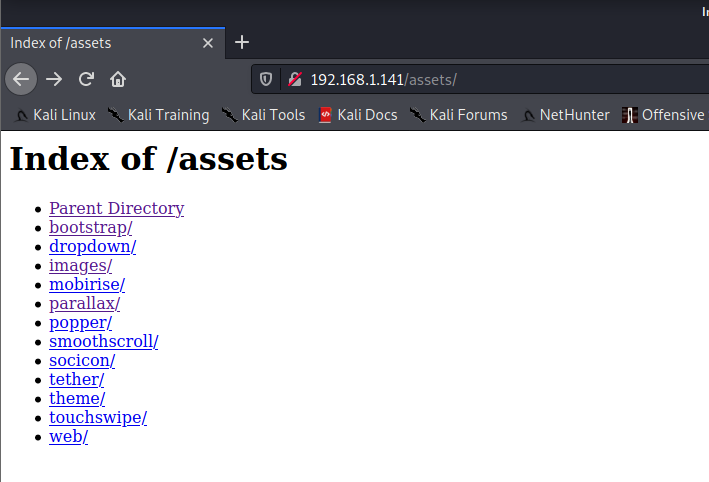 Index of /assets
192.168.1.141/assets/
Kali Linux Kali Training Kali Tools Kali Docs Kali Forums NetHunter Offensive
Index of /assets
Parent Directory
bootstrap/
dropdown/
images/
mobirise/
parallax/
popper/
smoothscroll/
socicon/
tether/
theme/
touchswipe/
web/